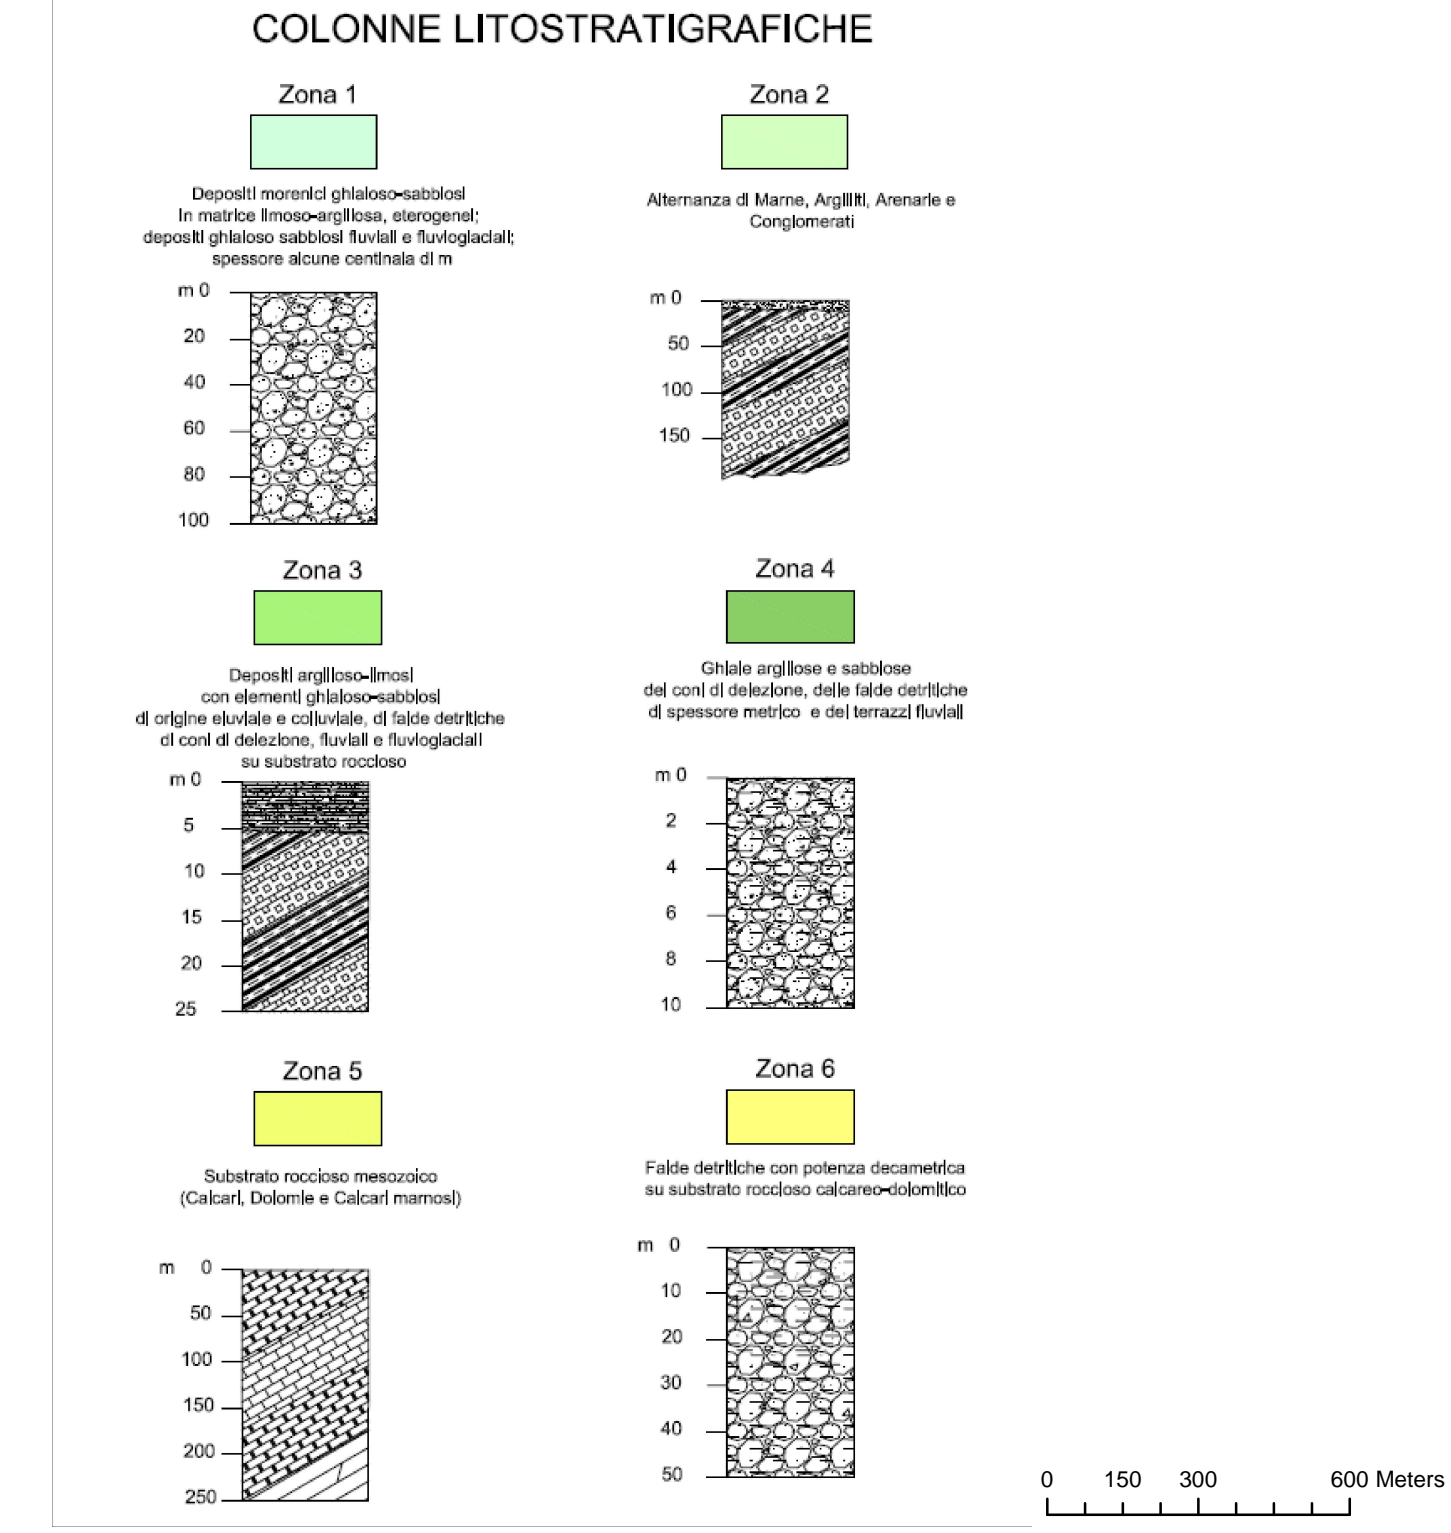 COLONNE LITOSTRATIGRAFICHE
Zona 1
Depositi morenici ghiaioso-sabbiosi
in matrice limoso-argillosa, eterogenei;
depositi ghiaioso sabbiosi fluviali e fluvioglaciali;
spessore alcune centinaia di m
m 0
20
40
60
80
100
Zona 2
Alternanza di Marne, Argilliti, Arenarie e
Conglomerati
m 0
50
100
150
Zona 3
Depositi argilloso-limosi
con elementi ghiaioso-sabbiosi
di origine eluviale e colluviale, di falde detritiche
di coni di deiezione, fluviali e fluvioglaciali
su substrato roccioso
m 0
5
10
15
20
25
Zona 4
Ghiaie argillose e sabbiose
dei coni di deiezione, delle falde detritiche
di spessore metrico e dei terrazzi fluviali
m 0
2
4
6
8
10
Zona 5
Substrato roccioso mesozoico
(Calcari, Dolomie e Calcari marnosi)
m 0
50
100
150
200
250
Zona 6
Falde detritiche con potenza decametrica
su substrato roccioso calcareo-dolomitico
m 0
10
20
30
40
50
0 150 300 600 Meters